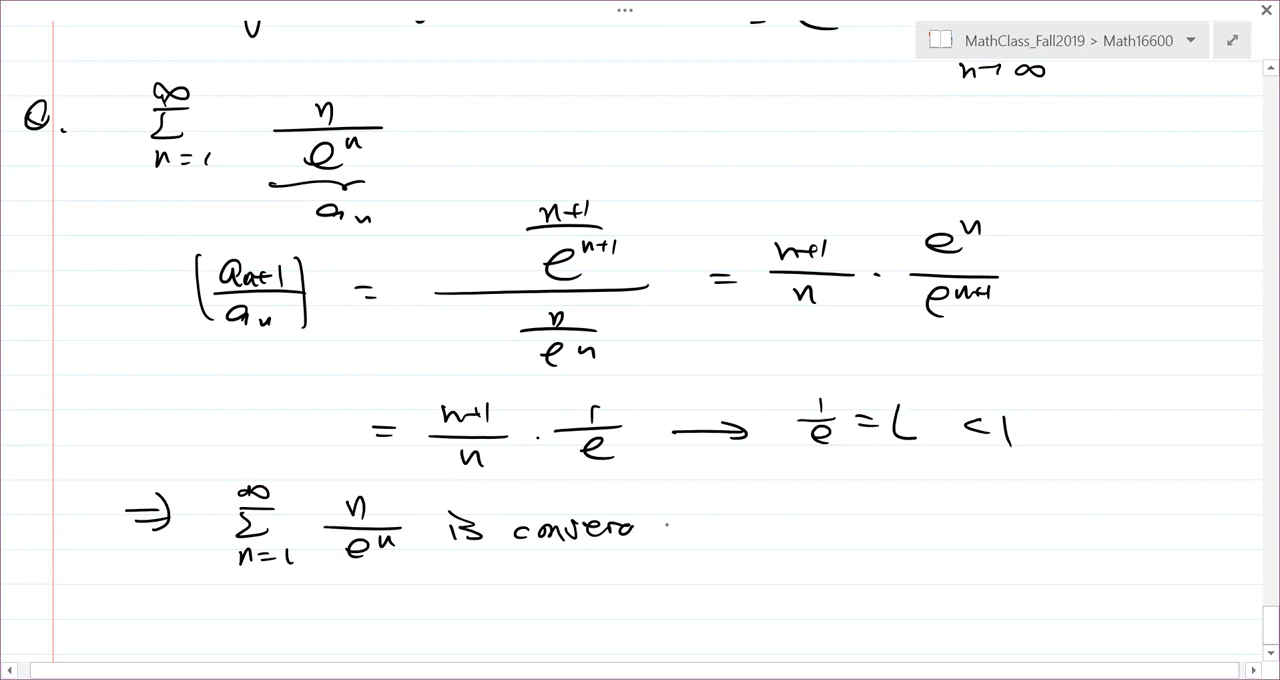 MathClass_Fall2019 > Math16600
n→∞
Q. ∑_{n=1}^{∞} n/e^n
a_n
|a_{n+1}/a_n| = ((n+1)/e^{n+1})/(n/e^n) = (n+1)/n · e^n/e^{n+1}
= (n+1)/n · 1/e ⟶ 1/e = L < 1
⇒ ∑_{n=1}^{∞} n/e^n is converg